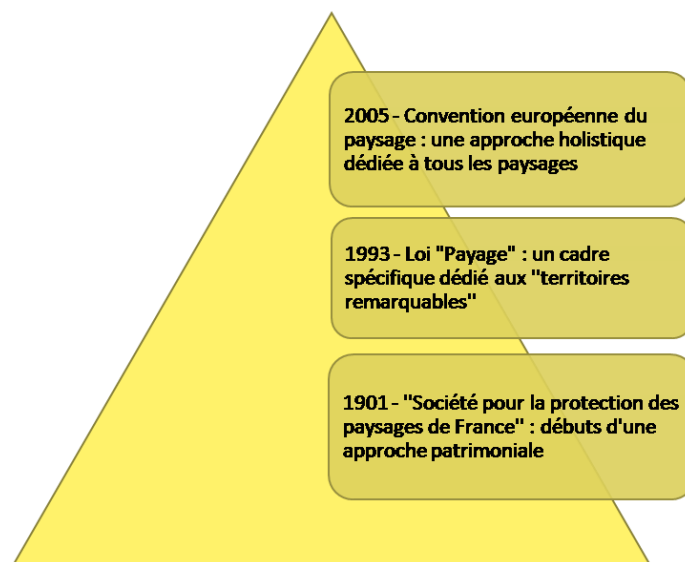 2005 - Convention européenne du
paysage : une approche holistique
dédiée à tous les paysages
1993 - Loi "Payage" : un cadre
spécifique dédié aux "territoires
remarquables"
1901 - "Société pour la protection des
paysages de France" : débuts d'une
approche patrimoniale